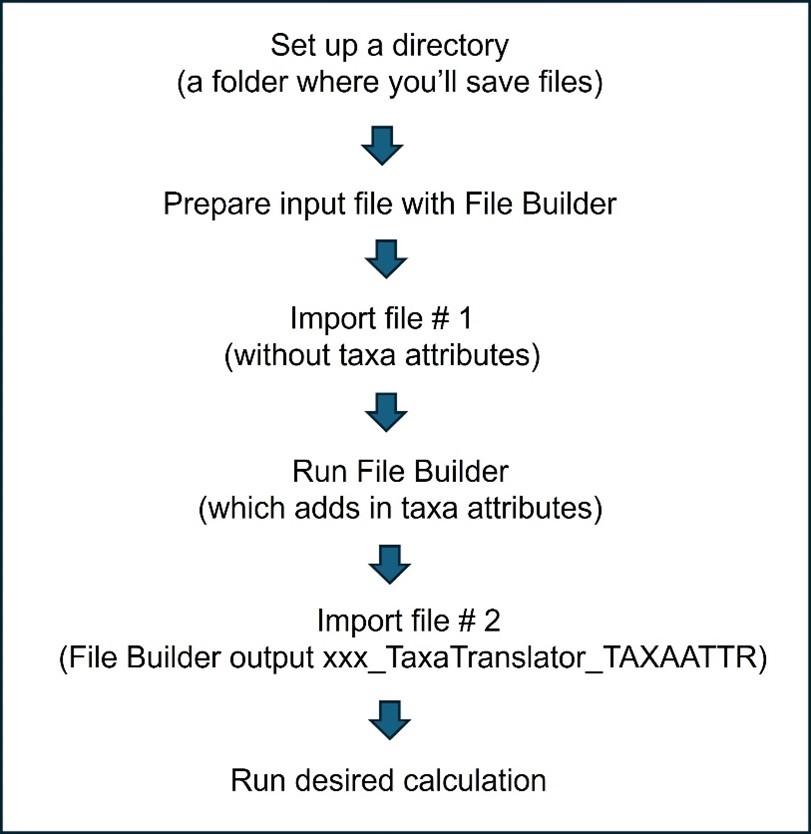 Set up a directory
(a folder where you’ll save files)
Prepare input file with File Builder
Import file # 1
(without taxa attributes)
Run File Builder
(which adds in taxa attributes)
Import file # 2
(File Builder output xxx_TaxaTranslator_TAXAATTR)
Run desired calculation